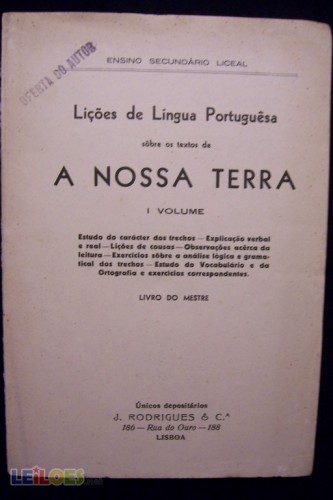 ENSINO SECUNDÁRIO LICEAL
OFERTA DO AUTOR
Lições de Língua Portuguêsa
sôbre os textos de
A NOSSA TERRA
I VOLUME
Estudo do carácter dos trechos — Explicação verbal
e real — Lições de cousas — Observações acêrca da
leitura — Exercícios sôbre a análise lógica e grama-
tical dos trechos — Estudo do Vocabulário e da
Ortografia e exercícios correspondentes.
LIVRO DO MESTRE
Únicos depositários
J. RODRIGUES & C.ª
186 — Rua do Ouro — 188
LISBOA
LEILOES.net